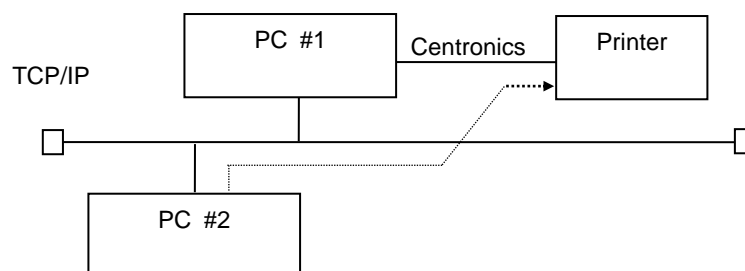 PC #1
Centronics
Printer
TCP/IP
PC #2